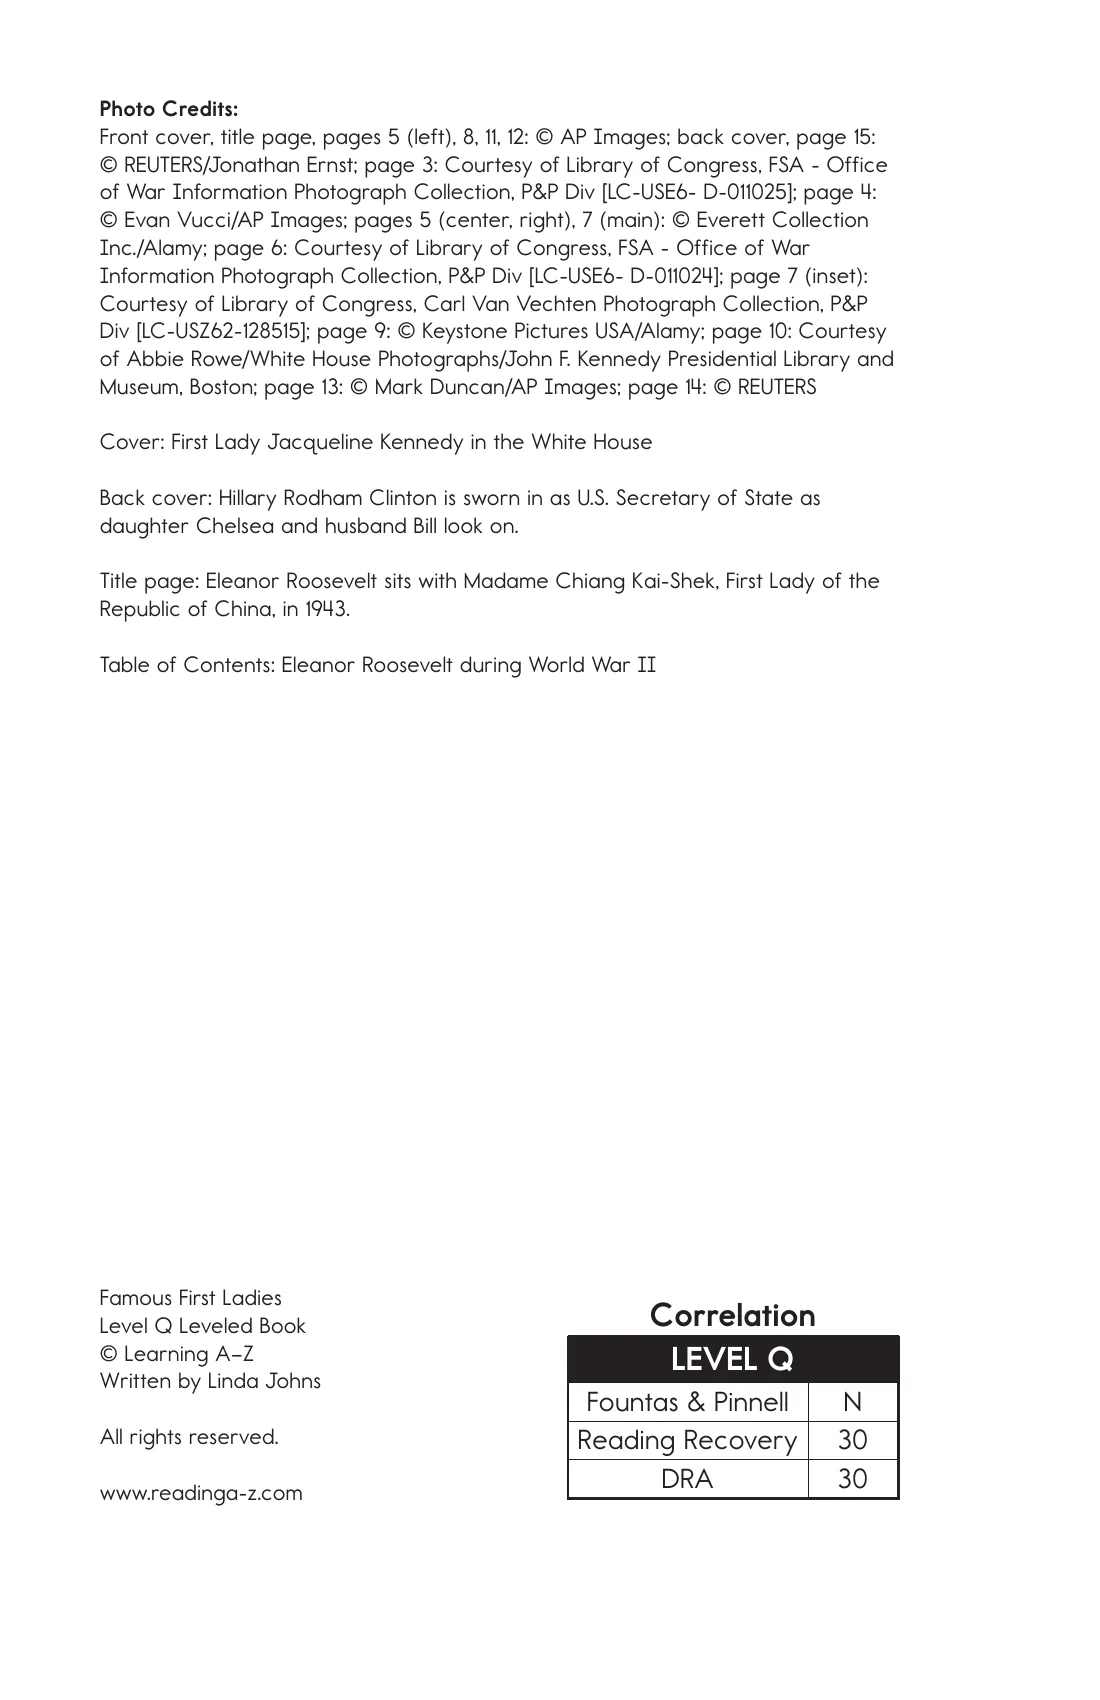 Photo Credits:
Front cover, title page, pages 5 (left), 8, 11, 12: © AP Images; back cover, page 15:
© REUTERS/Jonathan Ernst; page 3: Courtesy of Library of Congress, FSA - Office
of War Information Photograph Collection, P&P Div [LC-USE6- D-011025]; page 4:
© Evan Vucci/AP Images; pages 5 (center, right), 7 (main): © Everett Collection
Inc./Alamy; page 6: Courtesy of Library of Congress, FSA - Office of War
Information Photograph Collection, P&P Div [LC-USE6- D-011024]; page 7 (inset):
Courtesy of Library of Congress, Carl Van Vechten Photograph Collection, P&P
Div [LC-USZ62-128515]; page 9: © Keystone Pictures USA/Alamy; page 10: Courtesy
of Abbie Rowe/White House Photographs/John F. Kennedy Presidential Library and
Museum, Boston; page 13: © Mark Duncan/AP Images; page 14: © REUTERS
Cover: First Lady Jacqueline Kennedy in the White House
Back cover: Hillary Rodham Clinton is sworn in as U.S. Secretary of State as
daughter Chelsea and husband Bill look on.
Title page: Eleanor Roosevelt sits with Madame Chiang Kai-Shek, First Lady of the
Republic of China, in 1943.
Table of Contents: Eleanor Roosevelt during World War II
Famous First Ladies
Level Q Leveled Book
© Learning A–Z
Written by Linda Johns
All rights reserved.
www.readinga-z.com
Correlation
LEVEL Q
Fountas & Pinnell N
Reading Recovery 30
DRA 30